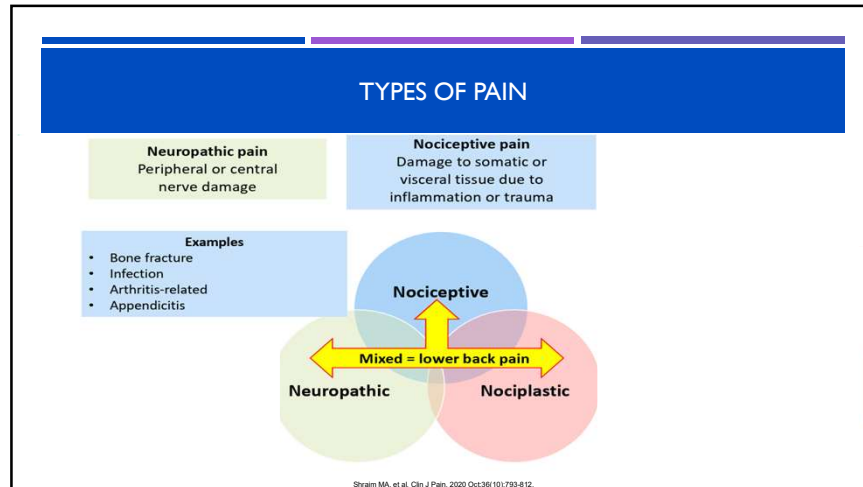 TYPES OF PAIN
Neuropathic pain
Peripheral or central
nerve damage
Nociceptive pain
Damage to somatic or
visceral tissue due to
inflammation or trauma
Examples
• Bone fracture
• Infection
• Arthritis-related
• Appendicitis
Nociceptive
Mixed = lower back pain
Neuropathic
Nociplastic
Shraim MA, et al. Clin J Pain. 2020 Oct;36(10):793-812.